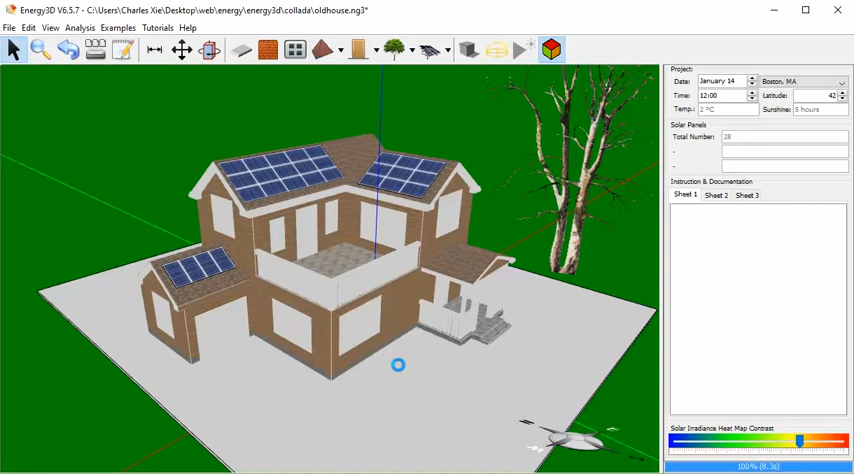 Energy3D V6.5.7 - C:\Users\Charles Xie\Desktop\web\energy\energy3d\collada\oldhouse.ng3*
File Edit View Analysis Examples Tutorials Help
Project:
Date: January 14 Boston, MA
Time: 12:00 Latitude: 42
Temp.: 2 ºC Sunshine: 5 hours
Solar Panels
Total Number: 28
-
-
Instruction & Documentation
Sheet 1 Sheet 2 Sheet 3
Solar Irradiance Heat Map Contrast
100% (8.3s)